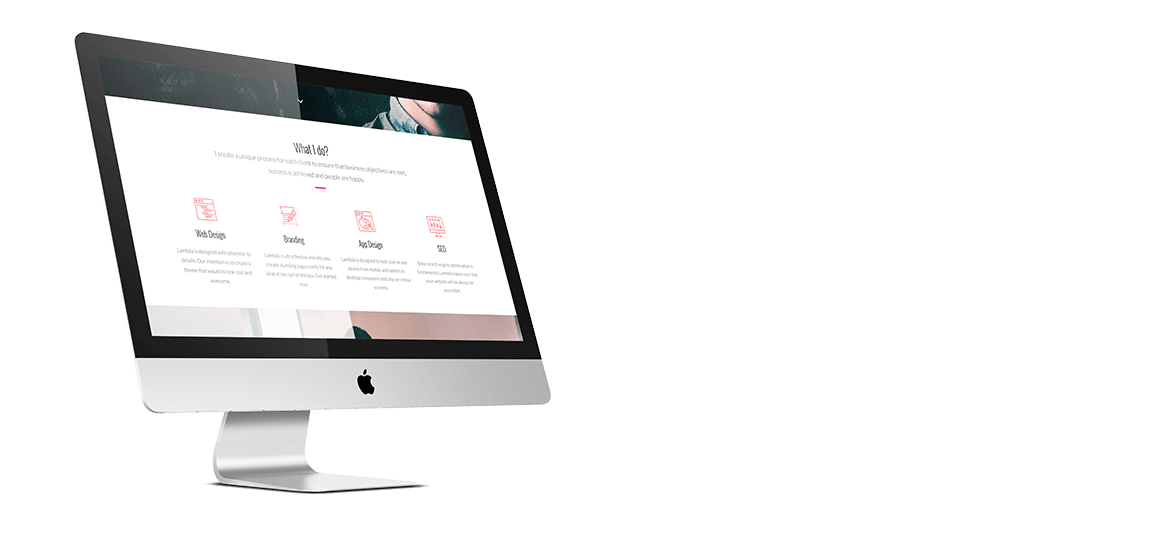 What I do?
I create a unique process for each client to ensure that business objectives are met,
success is achieved and people are happy.
Web Design
Lambda is designed with attention to
details. Our intention is to create a
theme that would to look cool and
awesome.
Branding
Lambda is ultra flexible and lets you
create stunning pages easily for any
kind of site out of the box. Get started
now.
App Design
Lambda is designed to look cool on any
device from mobile, and tablets to
desktop computers and also on retina
screens.
SEO
Basic search engine optimisation is
fundamental. Lambda makes sure that
your website will be always be
accessible.